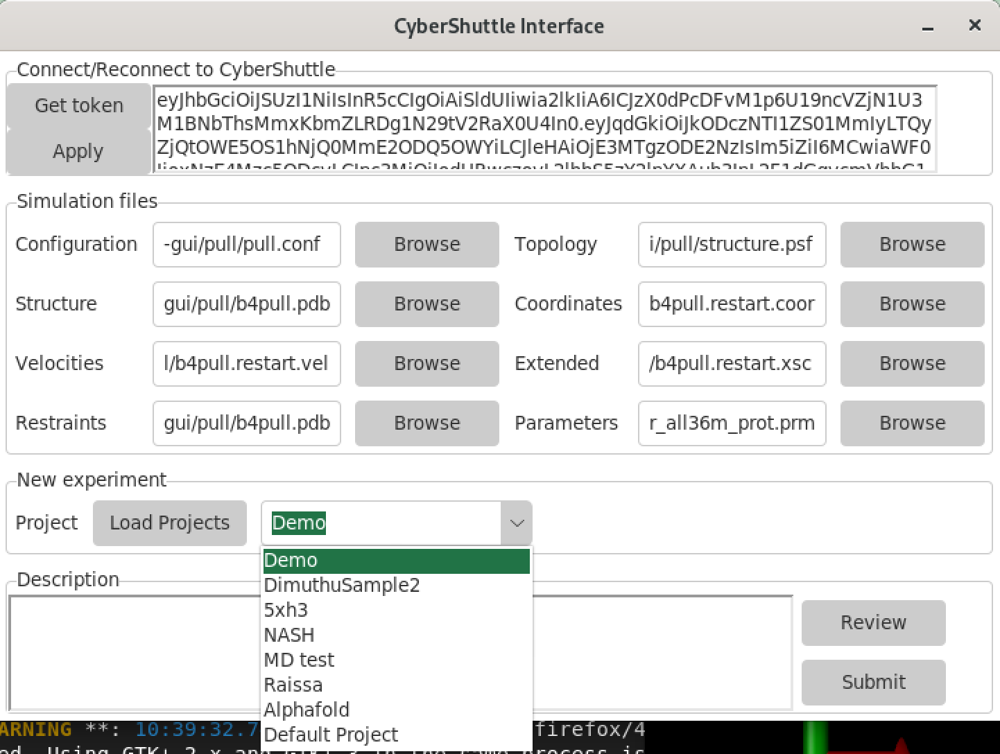 CyberShuttle Interface
Connect/Reconnect to CyberShuttle
Get token
Apply
eyJhbGciOiJSUzI1NiIsInR5cCIgOiAiSldUIiwia2lkIiA6ICJzX0dPcDFvM1p6U19ncVZjN1U3
M1BNbThsMmxKbmZLRDg1N29tV2RaX0U4In0.eyJqdGkiOiJkODczNTI1ZS01MmIyLTQy
ZjQtOWE5OS1hNjQ0MmE2ODQ5OWYiLCJleHAiOjE3MTgzODE2NzIsIm5iZiI6MCwiaWF0
Simulation files
Configuration -gui/pull/pull.conf Browse Topology i/pull/structure.psf Browse
Structure gui/pull/b4pull.pdb Browse Coordinates b4pull.restart.coor Browse
Velocities l/b4pull.restart.vel Browse Extended /b4pull.restart.xsc Browse
Restraints gui/pull/b4pull.pdb Browse Parameters r_all36m_prot.prm Browse
New experiment
Project Load Projects Demo
Demo
DimuthuSample2
5xh3
NASH
MD test
Raissa
Alphafold
Default Project
Description
Review
Submit
ARNING **: 10:39:32.7 firefox/4